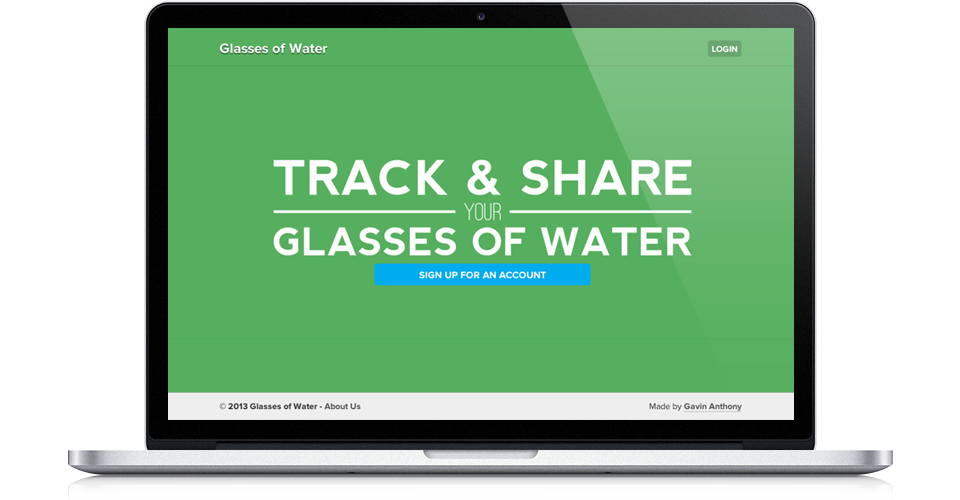 Glasses of Water
LOGIN
TRACK & SHARE
YOUR
GLASSES OF WATER
SIGN UP FOR AN ACCOUNT
© 2013 Glasses of Water - About Us
Made by Gavin Anthony